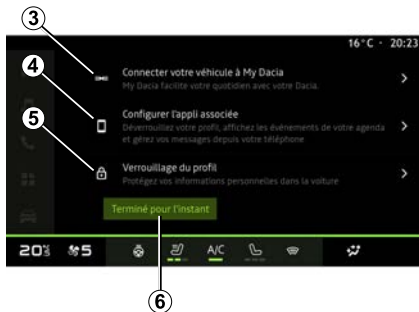 3
16°C · 20:23
Connecter votre véhicule à My Dacia
My Dacia facilite votre quotidien avec votre Dacia.
4
Configurer l'appli associée
Déverrouillez votre profil, affichez les événements de votre agenda
et gérez vos messages depuis votre téléphone
5
Verrouillage du profil
Protégez vos informations personnelles dans la voiture
Terminé pour l'instant
5
A/C
6